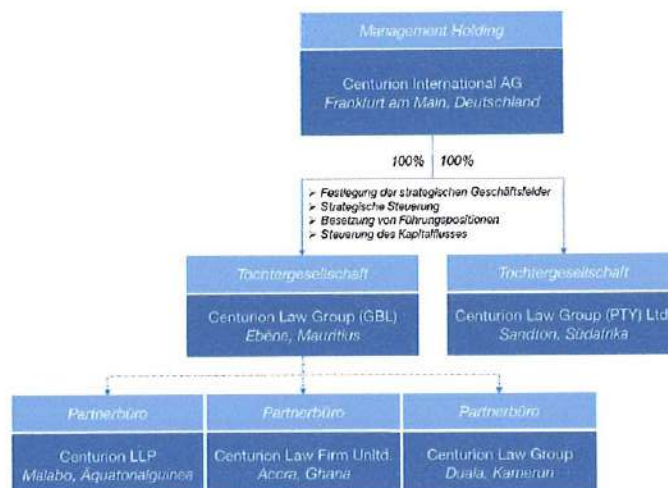 Management Holding
Centurion International AG
Frankfurt am Main, Deutschland
100% 100%
➢ Festlegung der strategischen Geschäftsfelder
➢ Strategische Steuerung
➢ Besetzung von Führungspositionen
➢ Steuerung des Kapitalflusses
Tochtergesellschaft
Centurion Law Group (GBL)
Ebène, Mauritius
Tochtergesellschaft
Centurion Law Group (PTY) Ltd
Sandton, Südafrika
Partnerbüro
Centurion LLP
Malabo, Äquatorialguinea
Partnerbüro
Centurion Law Firm Unltd.
Accra, Ghana
Partnerbüro
Centurion Law Group
Duala, Kamerun